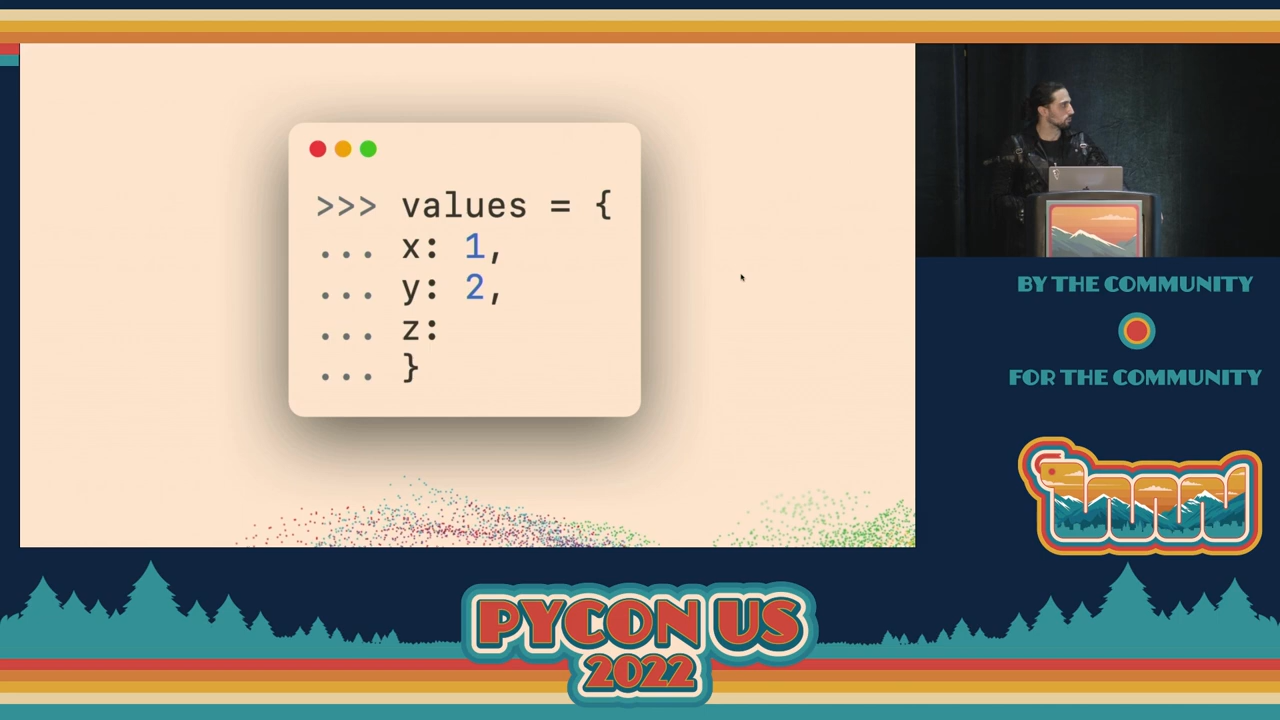 >>> values = {
... x: 1,
... y: 2,
... z:
... }
BY THE COMMUNITY
FOR THE COMMUNITY
PYCON US
2022